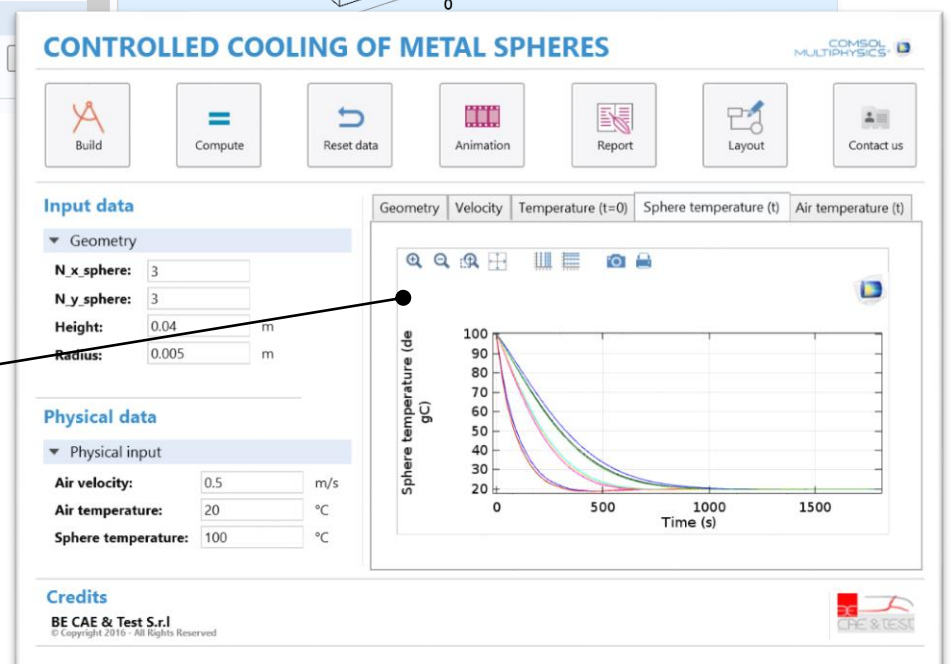 0
CONTROLLED COOLING OF METAL SPHERES
COMSOL
MULTIPHYSICS®
Build
Compute
Reset data
Animation
Report
Layout
Contact us
Input data
Geometry
N_x_sphere: 3
N_y_sphere: 3
Height: 0.04 m
Radius: 0.005 m
Physical data
Physical input
Air velocity: 0.5 m/s
Air temperature: 20 °C
Sphere temperature: 100 °C
Geometry Velocity Temperature (t=0) Sphere temperature (t) Air temperature (t)
Sphere temperature (de
gC)
100
90
80
70
60
50
40
30
20
0 500 1000 1500
Time (s)
Credits
BE CAE & Test S.r.l
© Copyright 2016 - All Rights Reserved
BE
CAE & TEST